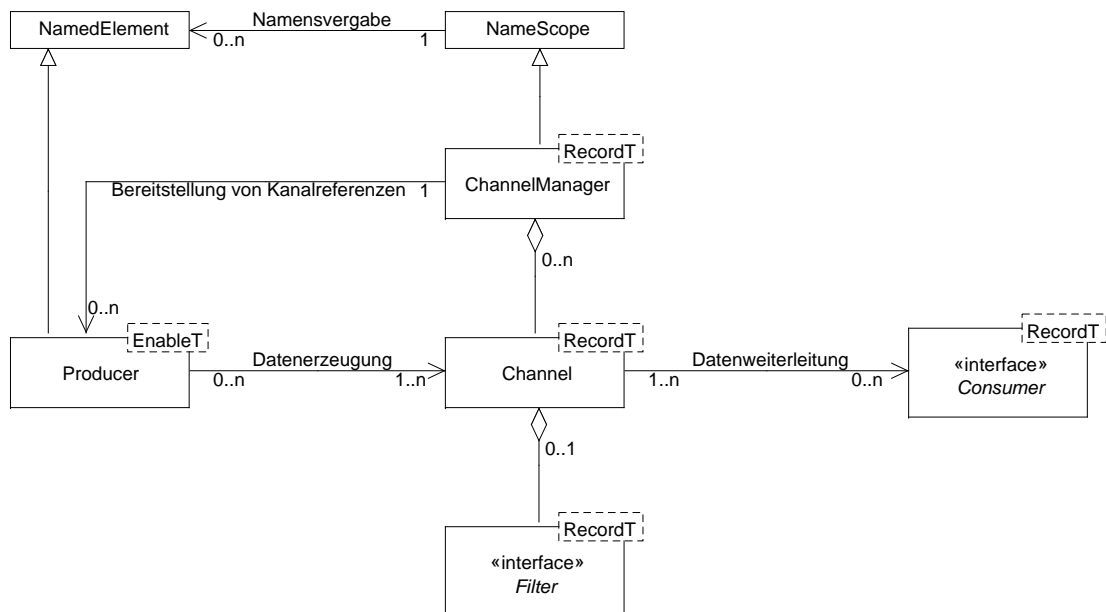 NamedElement
Namensvergabe
NameScope
0..n
1
RecordT
ChannelManager
Bereitstellung von Kanalreferenzen
1
0..n
0..n
EnableT
Producer
Datenerzeugung
0..n
1..n
RecordT
Channel
Datenweiterleitung
1..n
0..n
RecordT
«interface»
Consumer
0..1
RecordT
«interface»
Filter